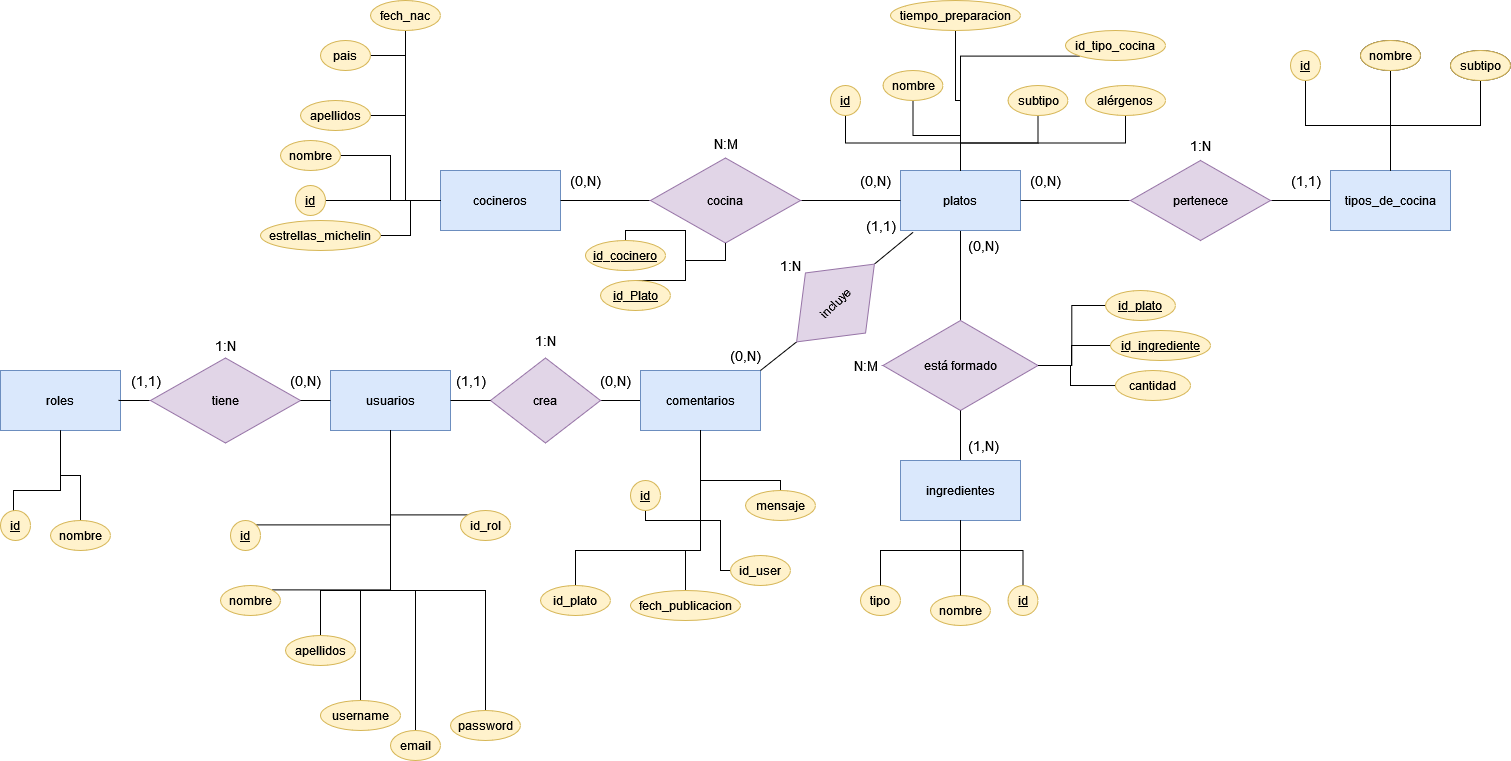 fech_nac
tiempo_preparacion
pais
id_tipo_cocina
nombre
subtipo
id
nombre
id
subtipo
alérgenos
apellidos
nombre
N:M
1:N
(0,N)
(0,N)
(0,N)
(1,1)
id
cocineros
cocina
platos
pertenece
tipos_de_cocina
estrellas_michelin
(1,1)
(0,N)
id_cocinero
1:N
id_Plato
incluye
id_plato
1:N
1:N
id_ingrediente
(0,N)
N:M
está formado
(1,1)
(0,N)
(1,1)
(0,N)
cantidad
roles
tiene
usuarios
crea
comentarios
(1,N)
id
mensaje
ingredientes
id
nombre
id
id_rol
id_user
nombre
id_plato
fech_publicacion
tipo
nombre
id
apellidos
username
password
email